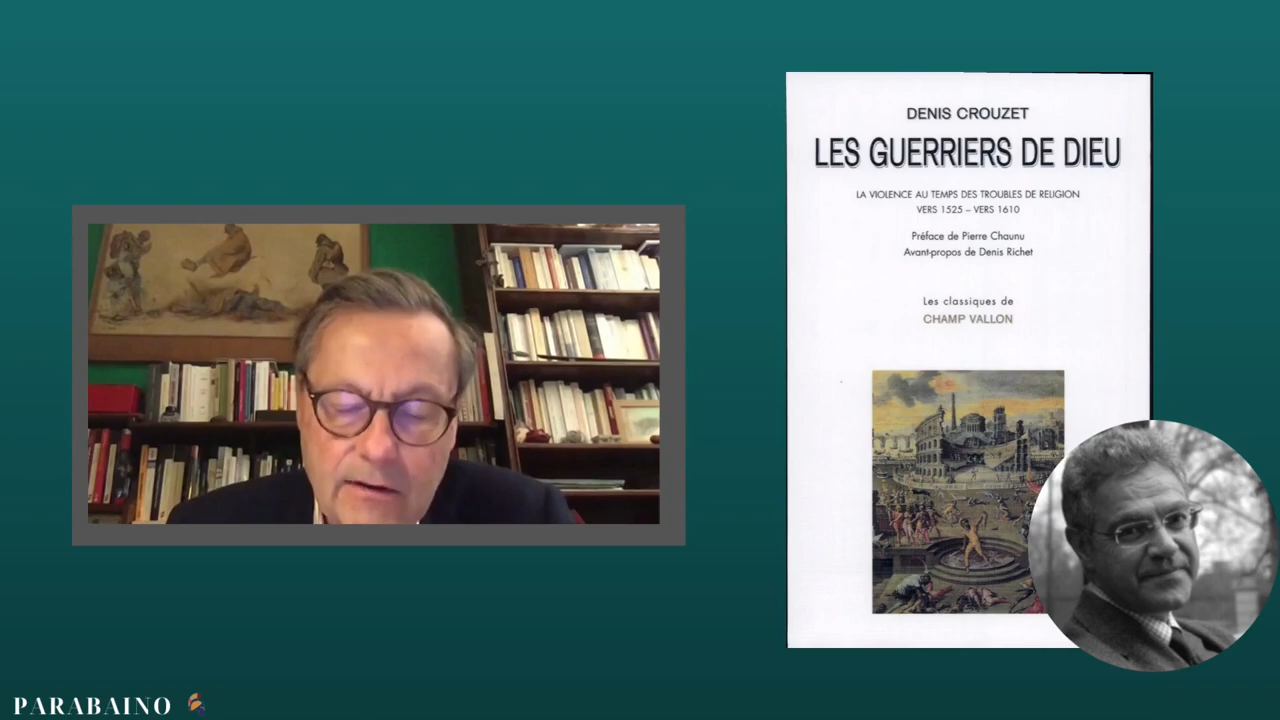 DENIS CROUZET
LES GUERRIERS DE DIEU
LA VIOLENCE AU TEMPS DES TROUBLES DE RELIGION
VERS 1525 – VERS 1610
Préface de Pierre Chaunu
Avant-propos de Denis Richet
Les classiques de
CHAMP VALLON
PARABAINO